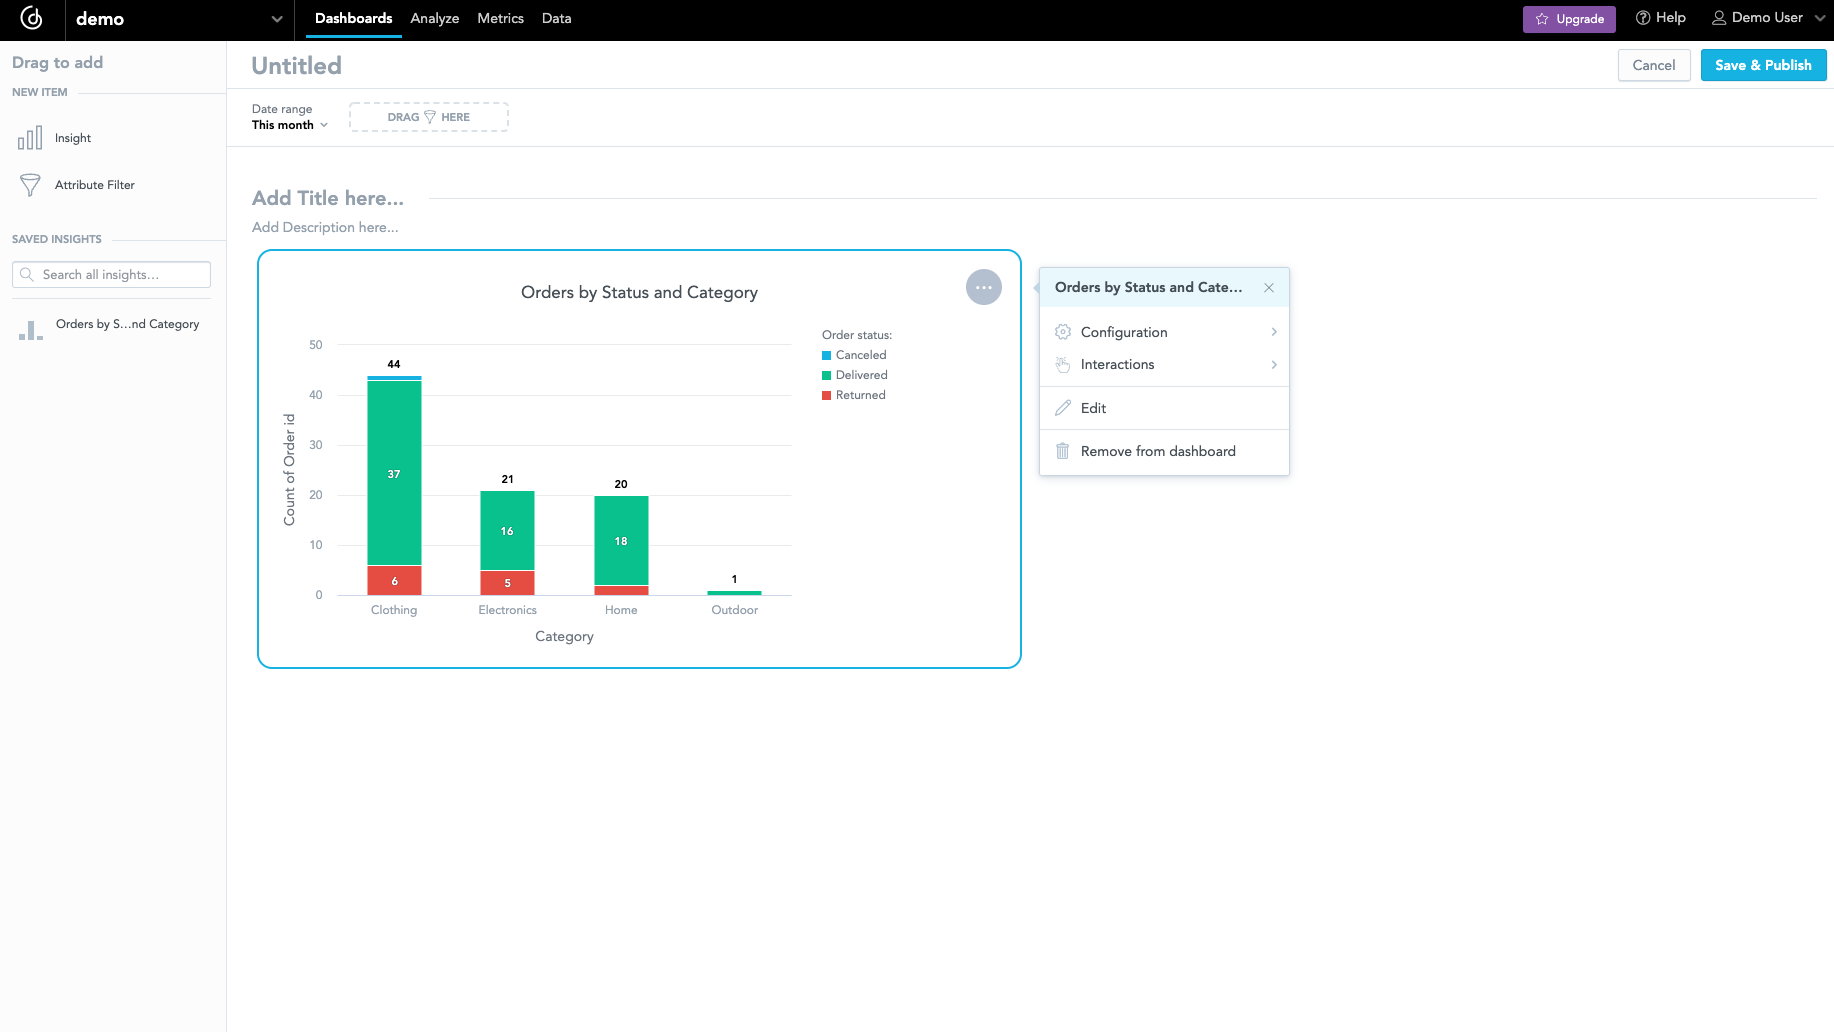 demo
Dashboards Analyze Metrics Data
Upgrade Help Demo User
Drag to add
NEW ITEM
Insight
Attribute Filter
SAVED INSIGHTS
Search all insights...
Orders by S...nd Category
Untitled
Cancel Save & Publish
Date range
This month
DRAG HERE
Add Title here...
Add Description here...
Orders by Status and Category
Order status:
Canceled
Delivered
Returned
Count of Order id
50
40
30
20
10
0
44
37
6
21
16
5
20
18
1
Clothing Electronics Home Outdoor
Category
Orders by Status and Cate...
Configuration
Interactions
Edit
Remove from dashboard